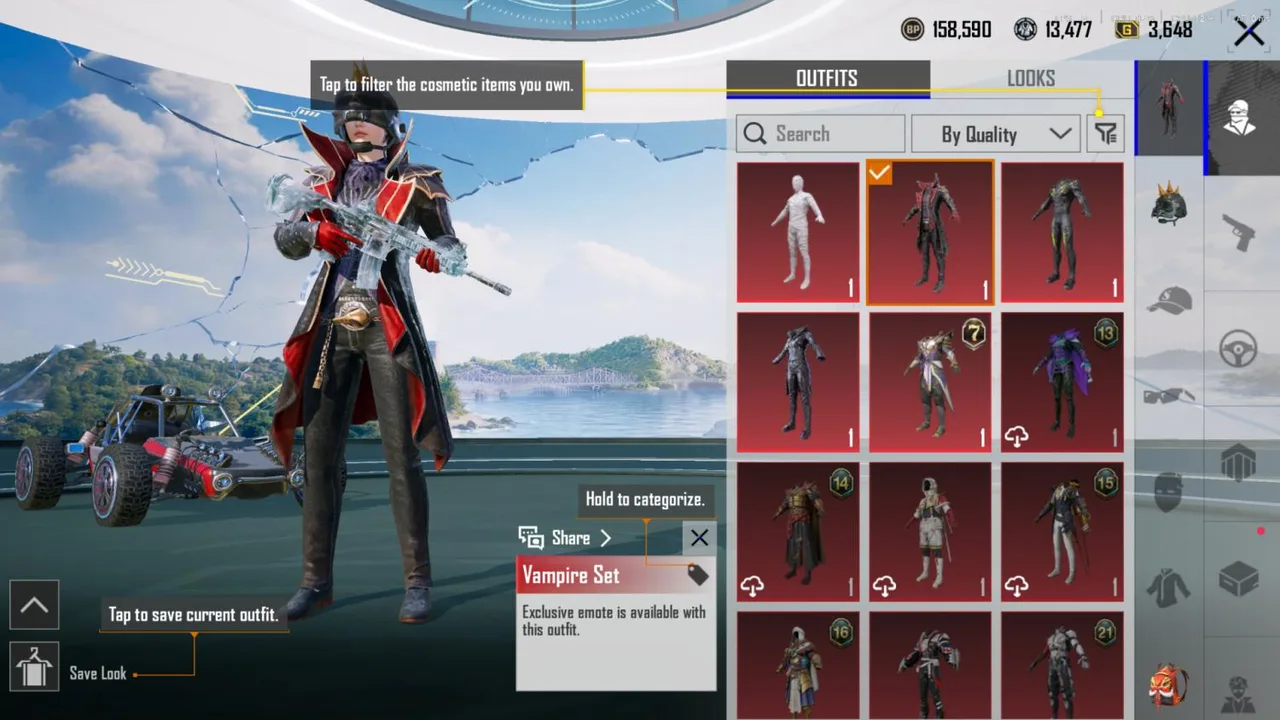 158,590
13,477
G
3,648
Tap to filter the cosmetic items you own.
OUTFITS
LOOKS
Search
By Quality
1
1
1
1
7
1
13
1
14
1
1
15
1
16
21
Hold to categorize.
Share
Vampire Set
Exclusive emote is available with
this outfit.
Tap to save current outfit.
Save Look